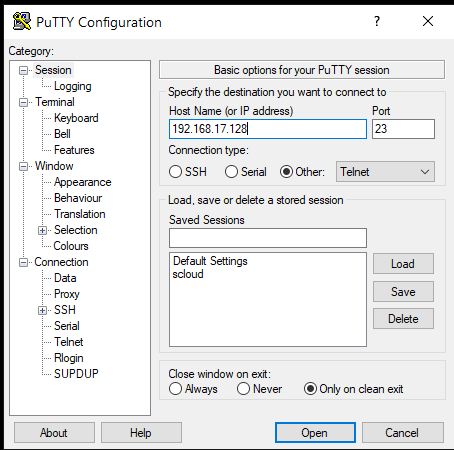 PuTTY Configuration
Category:
Session
Logging
Terminal
Keyboard
Bell
Features
Window
Appearance
Behaviour
Translation
Selection
Colours
Connection
Data
Proxy
SSH
Serial
Telnet
Rlogin
SUPDUP
Basic options for your PuTTY session
Specify the destination you want to connect to
Host Name (or IP address) Port
192.168.17.128 23
Connection type:
SSH Serial Other: Telnet
Load, save or delete a stored session
Saved Sessions
Default Settings
scloud
Load
Save
Delete
Close window on exit:
Always Never Only on clean exit
About Help Open Cancel